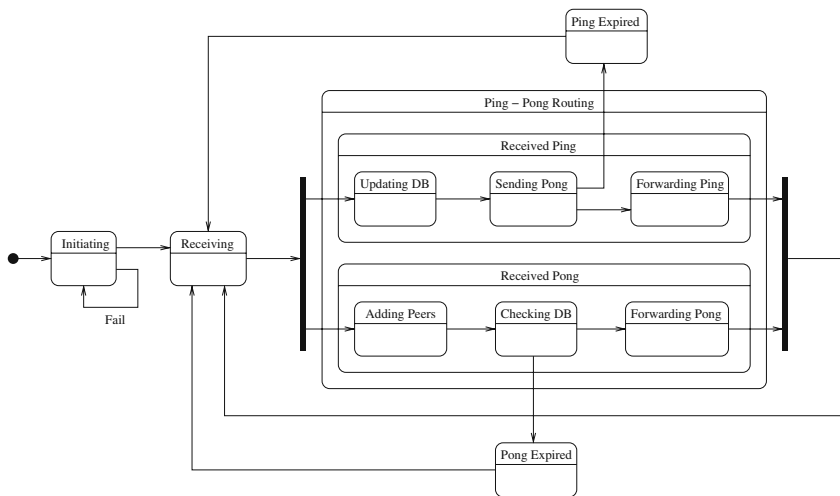 Ping Expired
Ping – Pong Routing
Received Ping
Updating DB
Sending Pong
Forwarding Ping
Initiating
Receiving
Fail
Received Pong
Adding Peers
Checking DB
Forwarding Pong
Pong Expired